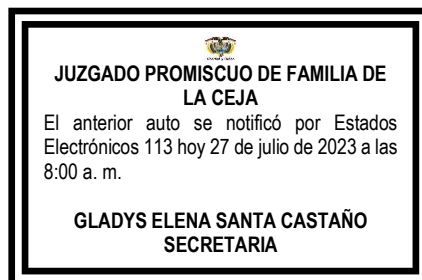 JUZGADO PROMISCUO DE FAMILIA DE
LA CEJA
El anterior auto se notificó por Estados
Electrónicos 113 hoy 27 de julio de 2023 a las
8:00 a. m.
GLADYS ELENA SANTA CASTAÑO
SECRETARIA